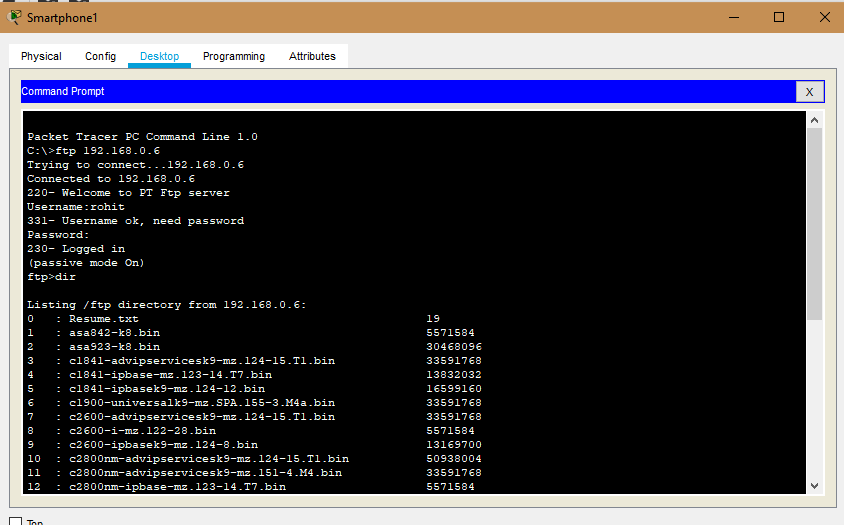 Smartphone1
Physical Config Desktop Programming Attributes
Command Prompt X
Packet Tracer PC Command Line 1.0
C:\>ftp 192.168.0.6
Trying to connect...192.168.0.6
Connected to 192.168.0.6
220- Welcome to PT Ftp server
Username:rohit
331- Username ok, need password
Password:
230- Logged in
(passive mode On)
ftp>dir
Listing /ftp directory from 192.168.0.6:
0 : Resume.txt 19
1 : asa842-k8.bin 5571584
2 : asa923-k8.bin 30468096
3 : c1841-advipservicesk9-mz.124-15.T1.bin 33591768
4 : c1841-ipbase-mz.123-14.T7.bin 13832032
5 : c1841-ipbasek9-mz.124-12.bin 16599160
6 : c1900-universalk9-mz.SPA.155-3.M4a.bin 33591768
7 : c2600-advipservicesk9-mz.124-15.T1.bin 33591768
8 : c2600-i-mz.122-28.bin 5571584
9 : c2600-ipbasek9-mz.124-8.bin 13169700
10 : c2800nm-advipservicesk9-mz.124-15.T1.bin 50938004
11 : c2800nm-advipservicesk9-mz.151-4.M4.bin 33591768
12 : c2800nm-ipbase-mz.123-14.T7.bin 5571584
Top